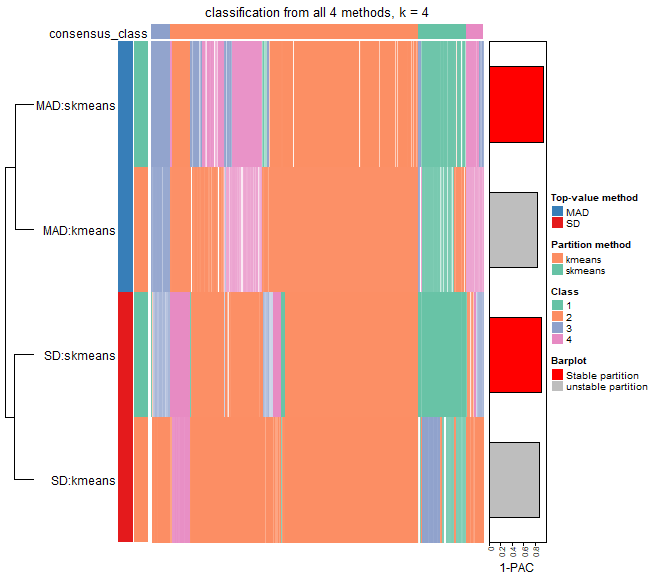 classification from all 4 methods, k = 4
consensus_class
MAD:skmeans
MAD:kmeans
SD:skmeans
SD:kmeans
Top-value method
MAD
SD
Partition method
kmeans
skmeans
Class
1
2
3
4
Barplot
Stable partition
unstable partition
0
0.2
0.4
0.6
0.8
1-PAC